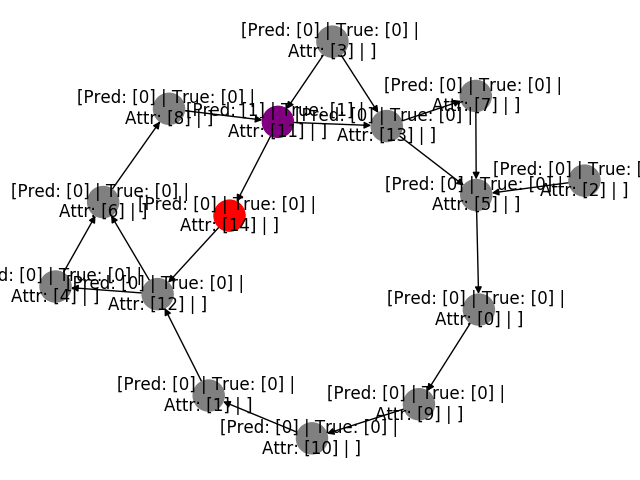 [Pred: [0] | True: [0] |
Attr: [3] | ]
[Pred: [0] | True: [0] |
Attr: [7] | ]
[Pred: [0] | True: [0] |
Attr: [8] | ]
[Pred: [1] | True: [1] |
Attr: [11] | ]
[Pred: [0] | True: [0] |
Attr: [13] | ]
[Pred: [0] | True: [
Attr: [2] | ]
[Pred: [0] | True: [0] |
Attr: [5] | ]
[Pred: [0] | True: [0] |
Attr: [6] | ]
[Pred: [0] | True: [0] |
Attr: [14] | ]
d: [0] | True: [0] |
Attr: [4] | ]
[Pred: [0] | True: [0] |
Attr: [12] | ]
[Pred: [0] | True: [0] |
Attr: [0] | ]
[Pred: [0] | True: [0] |
Attr: [1] | ]
[Pred: [0] | True: [0] |
Attr: [9] | ]
[Pred: [0] | True: [0] |
Attr: [10] | ]